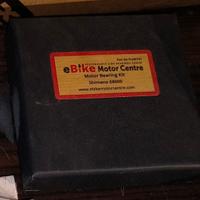 eBike Motor Centre
Motor Bearing Kit
Shimano E8000
www.ebikemotorcentre.com